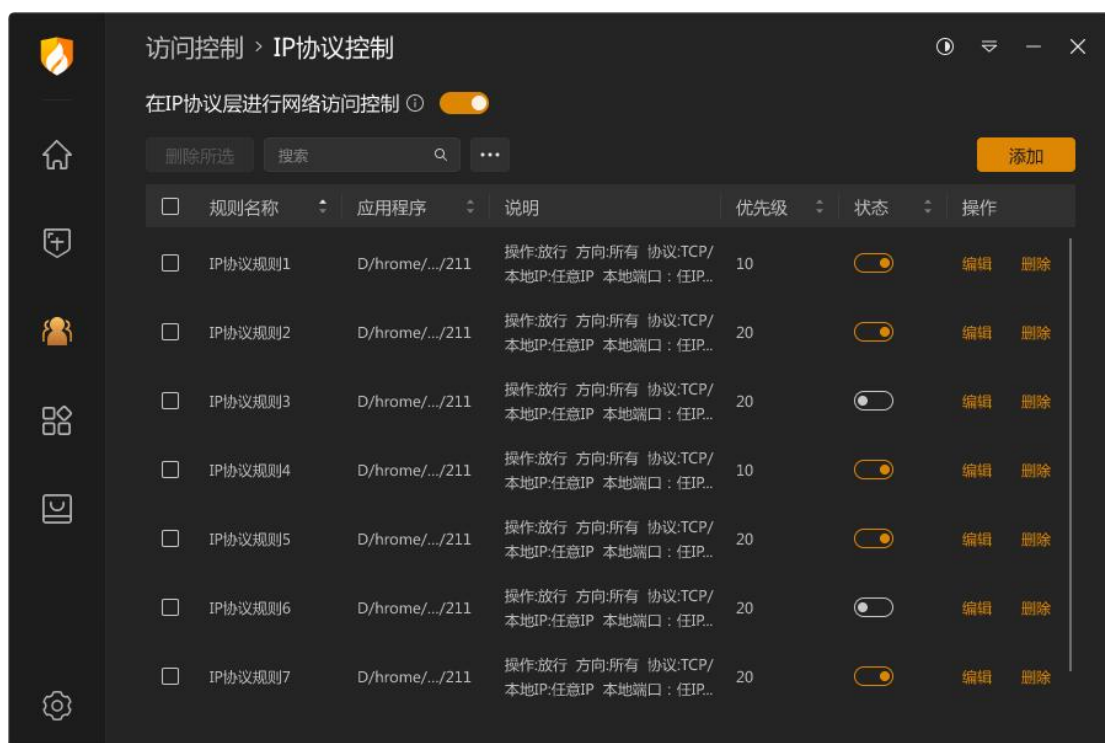 访问控制 > IP协议控制
在IP协议层进行网络访问控制
删除所选 搜索 添加
规则名称 应用程序 说明 优先级 状态 操作
IP协议规则1 D/hrome/.../211 操作:放行 方向:所有 协议:TCP/ 10 编辑 删除
本地IP:任意IP 本地端口：任IP...
IP协议规则2 D/hrome/.../211 操作:放行 方向:所有 协议:TCP/ 20 编辑 删除
本地IP:任意IP 本地端口：任IP...
IP协议规则3 D/hrome/.../211 操作:放行 方向:所有 协议:TCP/ 20 编辑 删除
本地IP:任意IP 本地端口：任IP...
IP协议规则4 D/hrome/.../211 操作:放行 方向:所有 协议:TCP/ 10 编辑 删除
本地IP:任意IP 本地端口：任IP...
IP协议规则5 D/hrome/.../211 操作:放行 方向:所有 协议:TCP/ 20 编辑 删除
本地IP:任意IP 本地端口：任IP...
IP协议规则6 D/hrome/.../211 操作:放行 方向:所有 协议:TCP/ 20 编辑 删除
本地IP:任意IP 本地端口：任IP...
IP协议规则7 D/hrome/.../211 操作:放行 方向:所有 协议:TCP/ 20 编辑 删除
本地IP:任意IP 本地端口：任IP...